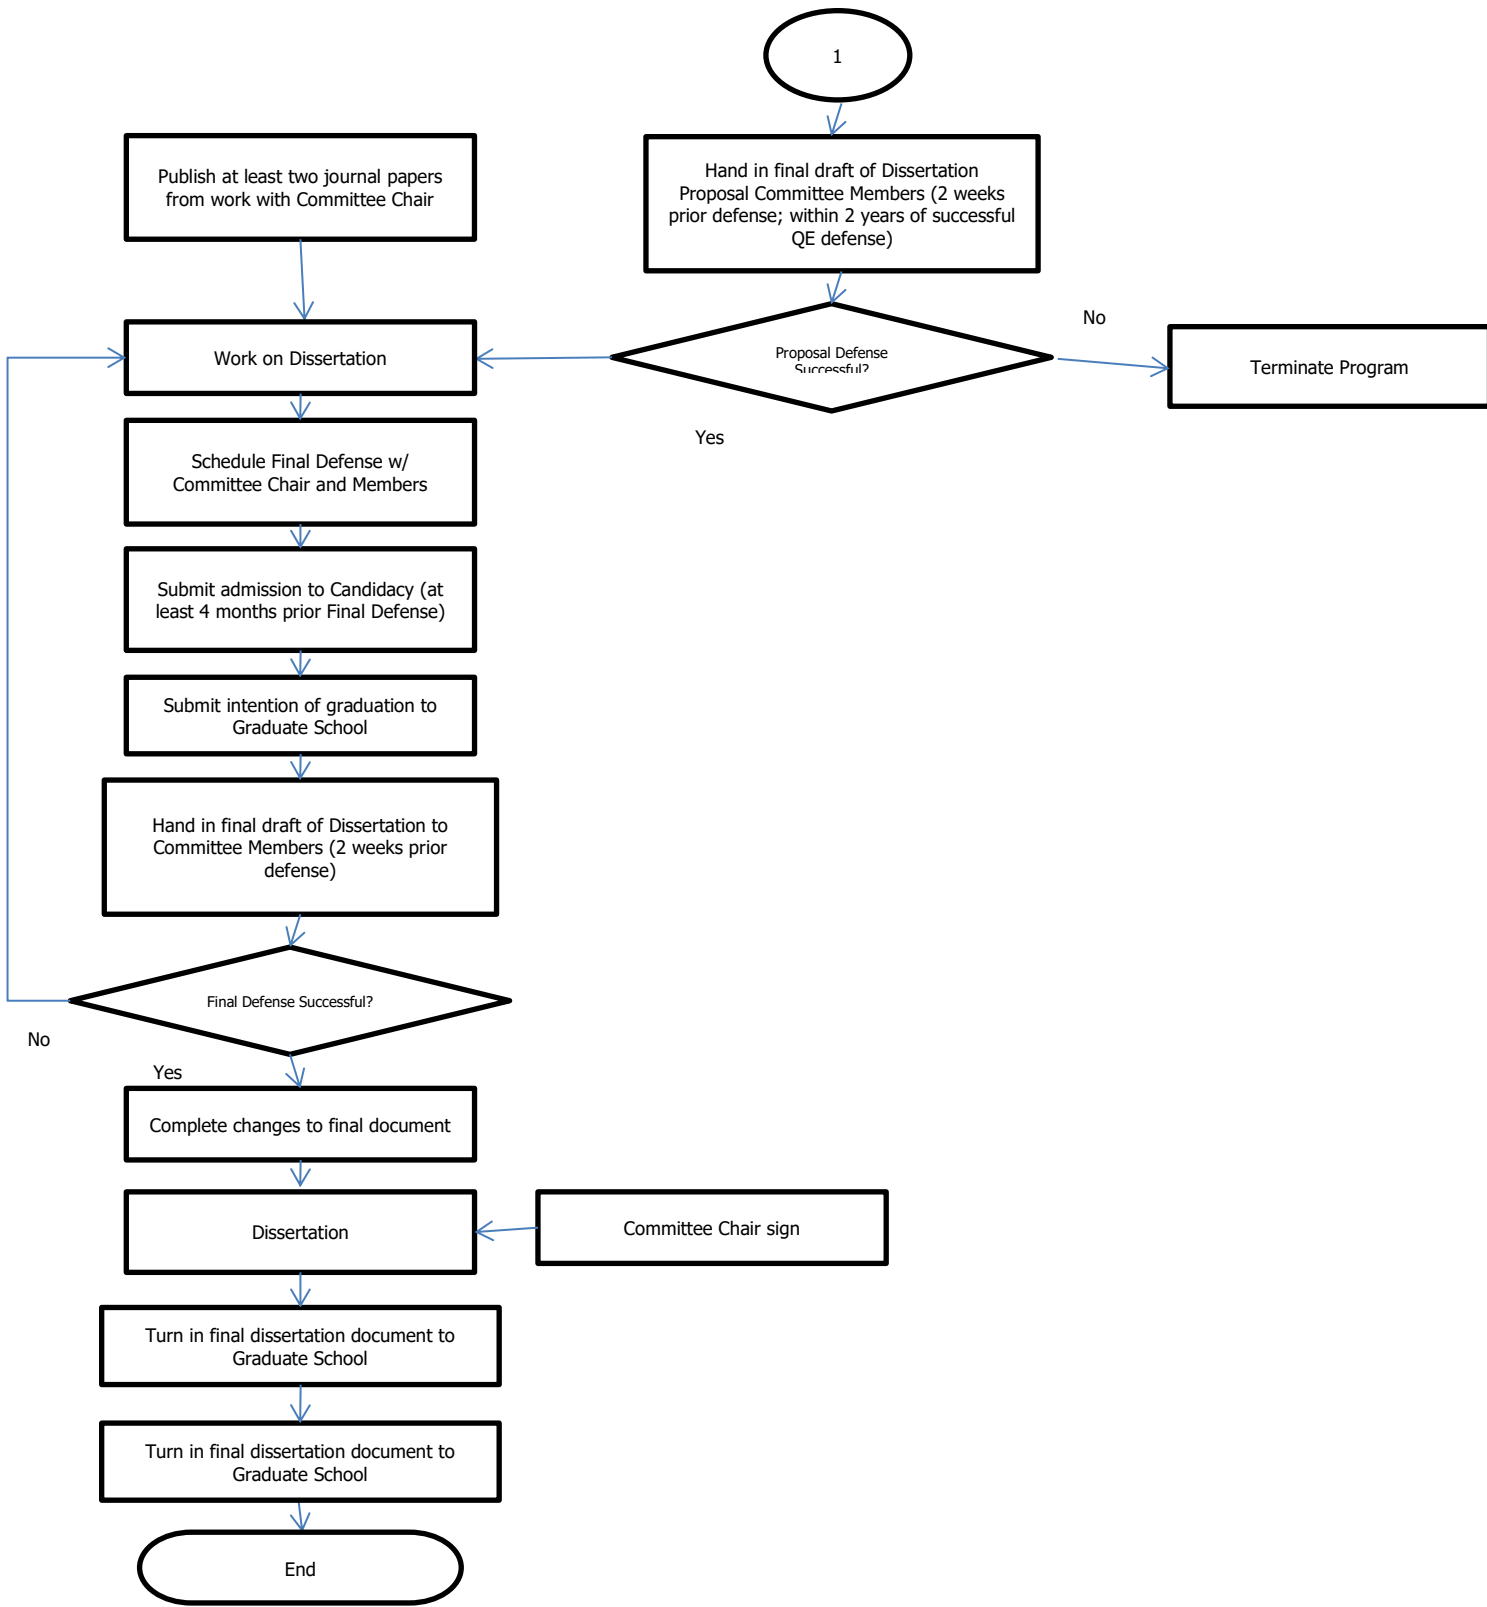 1
Publish at least two journal papers
from work with Committee Chair
Hand in final draft of Dissertation
Proposal Committee Members (2 weeks
prior defense; within 2 years of successful
QE defense)
No
Work on Dissertation
Proposal Defense
Successful?
Terminate Program
Yes
Schedule Final Defense w/
Committee Chair and Members
Submit admission to Candidacy (at
least 4 months prior Final Defense)
Submit intention of graduation to
Graduate School
Hand in final draft of Dissertation to
Committee Members (2 weeks prior
defense)
Final Defense Successful?
No
Yes
Complete changes to final document
Dissertation
Committee Chair sign
Turn in final dissertation document to
Graduate School
Turn in final dissertation document to
Graduate School
End